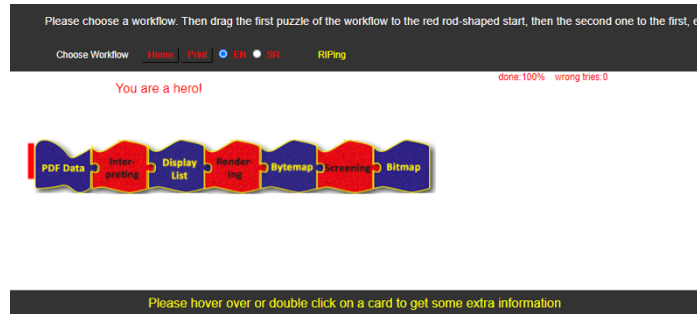 Please choose a workflow. Then drag the first puzzle of the workflow to the red rod-shaped start, then the second one to the first, e
Choose Workflow Home Print EN SR RIPing
done:100% wrong tries:0
You are a hero!
PDF Data Inter-preting Display List Render-ing Bytemap Screening Bitmap
Please hover over or double click on a card to get some extra information